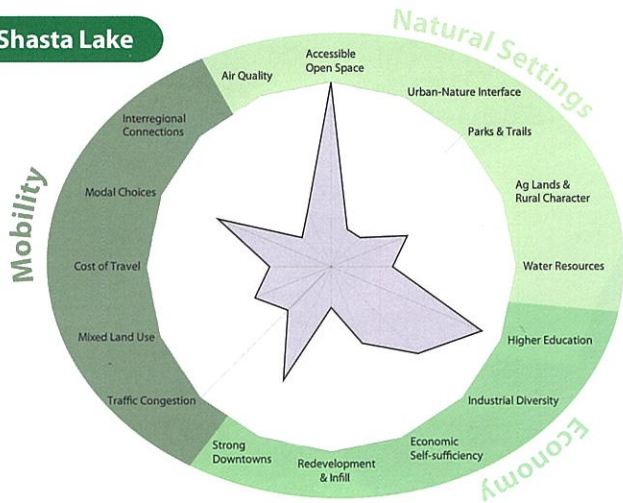 Shasta Lake
Natural Settings
Accessible
Open Space
Air Quality
Urban-Nature Interface
Interregional
Connections
Parks & Trails
Mobility
Modal Choices
Ag Lands &
Rural Character
Cost of Travel
Water Resources
Mixed Land Use
Higher Education
Traffic Congestion
Industrial Diversity
Strong
Downtowns
Redevelopment
& Infill
Economic
Self-sufficiency
Economy